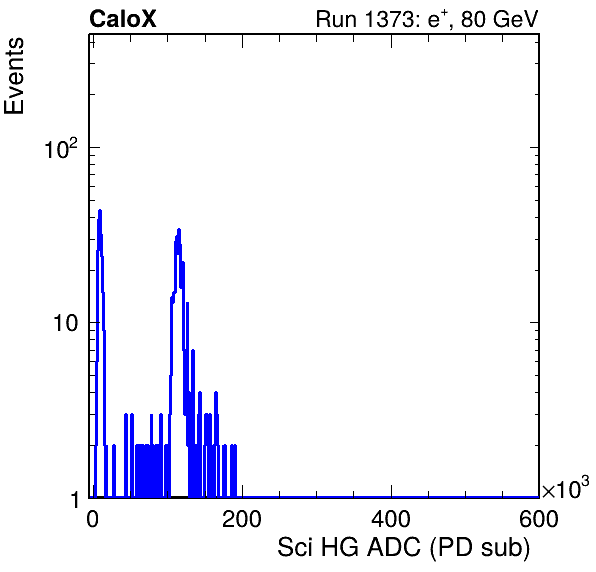 CaloX Run 1373: e⁺, 80 GeV
Events
10²
10
1
0 200 400 600
×10³
Sci HG ADC (PD sub)